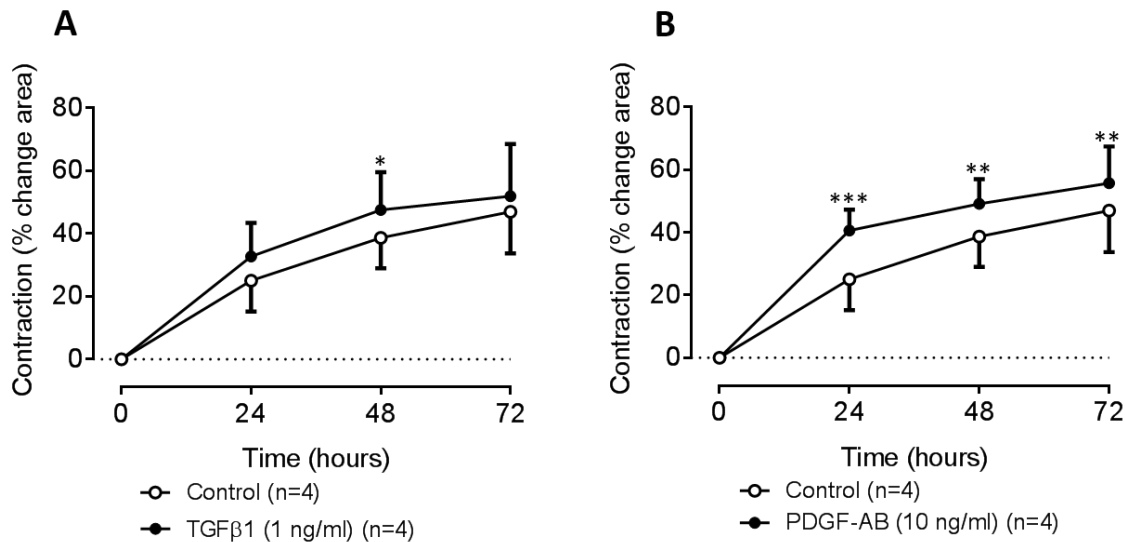 A
Contraction (% change area)
80
60
40
20
0
*
0 24 48 72
Time (hours)
Control (n=4)
TGFβ1 (1 ng/ml) (n=4)
B
Contraction (% change area)
80
60
40
20
0
*** ** **
0 24 48 72
Time (hours)
Control (n=4)
PDGF-AB (10 ng/ml) (n=4)